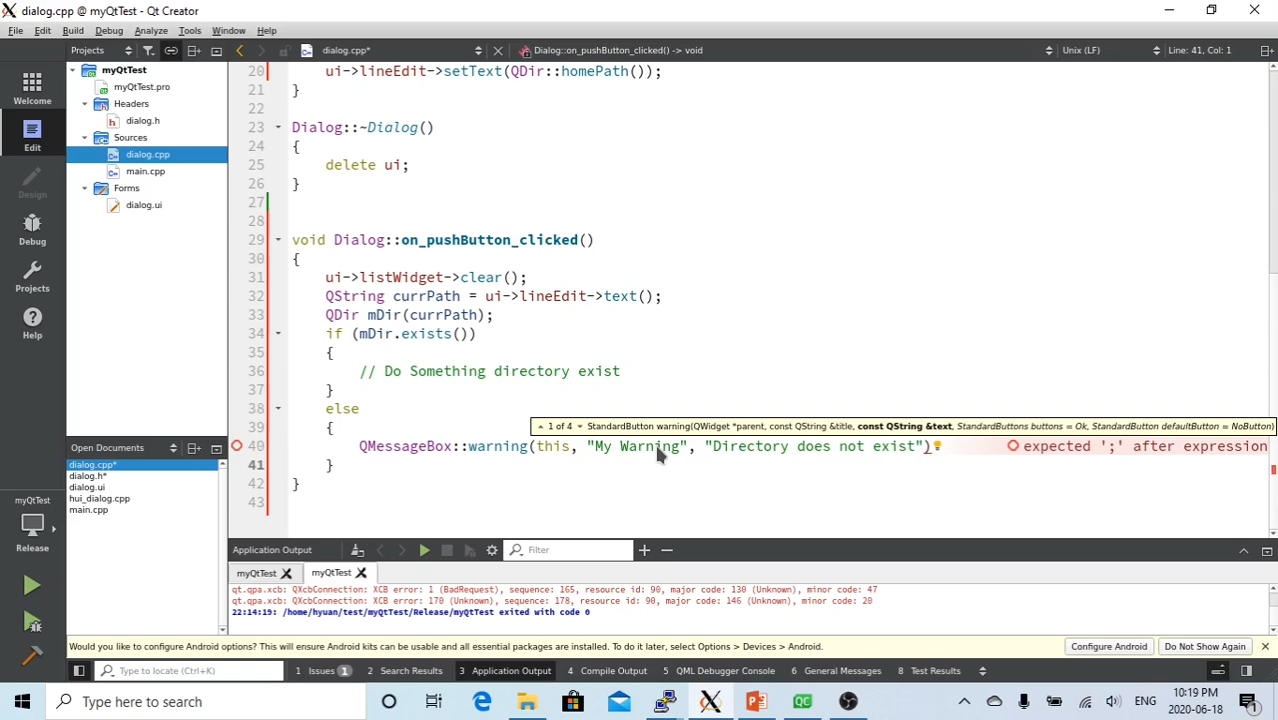 dialog.cpp @ myQtTest - Qt Creator
File Edit Build Debug Analyze Tools Window Help
Projects dialog.cpp* Dialog::on_pushButton_clicked() -> void Unix (LF) Line: 41, Col: 1
Welcome
Edit
Design
Debug
Projects
Help
myQtTest
Release
myQtTest
myQtTest.pro
Headers
dialog.h
Sources
dialog.cpp
main.cpp
Forms
dialog.ui
Open Documents
dialog.cpp*
dialog.h*
dialog.ui
hui_dialog.cpp
main.cpp
20 ui->lineEdit->setText(QDir::homePath());
21 }
22
23 Dialog::~Dialog()
24 {
25 delete ui;
26 }
27
28
29 void Dialog::on_pushButton_clicked()
30 {
31 ui->listWidget->clear();
32 QString currPath = ui->lineEdit->text();
33 QDir mDir(currPath);
34 if (mDir.exists())
35 {
36 // Do Something directory exist
37 }
38 else
1 of 4 StandardButton warning(QWidget *parent, const QString &title, const QString &text, StandardButtons buttons = Ok, StandardButton defaultButton = NoButton)
39 {
40 QMessageBox::warning(this, "My Warning", "Directory does not exist") expected ';' after expression
41 }
42 }
43
Application Output Filter
myQtTest myQtTest
qt.qpa.xcb: QXcbConnection: XCB error: 1 (BadRequest), sequence: 165, resource id: 90, major code: 130 (Unknown), minor code: 47
qt.qpa.xcb: QXcbConnection: XCB error: 170 (Unknown), sequence: 178, resource id: 90, major code: 146 (Unknown), minor code: 20
22:14:19: /home/hyuan/test/myQtTest/Release/myQtTest exited with code 0
Would you like to configure Android options? This will ensure Android kits can be usable and all essential packages are installed. To do it later, select Options > Devices > Android. Configure Android Do Not Show Again
Type to locate (Ctrl+K) 1 Issues 1 2 Search Results 3 Application Output 4 Compile Output 5 QML Debugger Console 6 General Messages 8 Test Results
Type here to search ENG 10:19 PM
2020-06-18 1